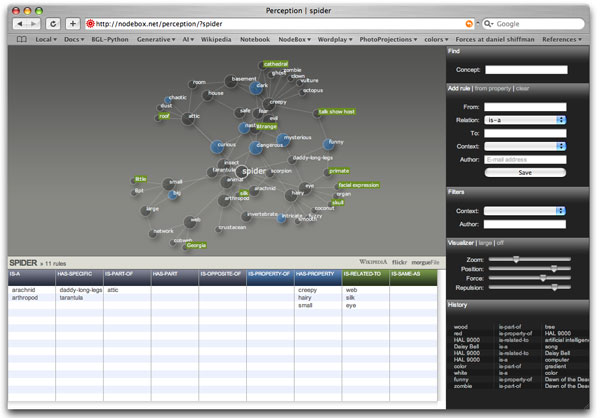 Perception | spider
http://nodebox.net/perception/?spider
Google
Local Docs BGL-Python Generative AI Wikipedia Notebook NodeBox Wordplay PhotoProjections colors Forces at daniel shiffman References
cathedral
zombie
ghost
clown
vulture
octopus
basement
dark
room
house
creepy
chaotic
dust
roof
attic
safe
fear
evil
talk show host
nasty
strange
mysterious
funny
curious
dangerous
daddy-long-legs
insect
tarantula
spider
scorpion
primate
animal
little
small
8pt
big
silk
arachnid
arthropod
eye
hairy
facial expression
organ
skull
large
web
invertebrate
intricate
fuzzy
coconut
smooth
network
crustacean
Georgia
Find
Concept:
Add rule | from property | clear
From:
Relation: is-a
To:
Context:
Author: E-mail address
Save
Filters
Context:
Author:
Visualizer | large | off
Zoom:
Position:
Force:
Repulsion:
History
wood is-part-of tree
red is-property-of HAL 9000
HAL 9000 is-related-to artificial intelligenc
Daisy Bell is-a song
HAL 9000 is-related-to Daisy Bell
HAL 9000 is-a computer
color is-part-of gradient
white is-a color
funny is-property-of Dawn of the Dead
zombie is-part-of Dawn of the Dead
SPIDER × 11 rules
WIKIPEDIA flickr morgueFile
IS-A HAS-SPECIFIC IS-PART-OF HAS-PART IS-OPPOSITE-OF IS-PROPERTY-OF HAS-PROPERTY IS-RELATED-TO IS-SAME-AS
arachnid daddy-long-legs attic creepy web
arthropod tarantula hairy silk
small eye